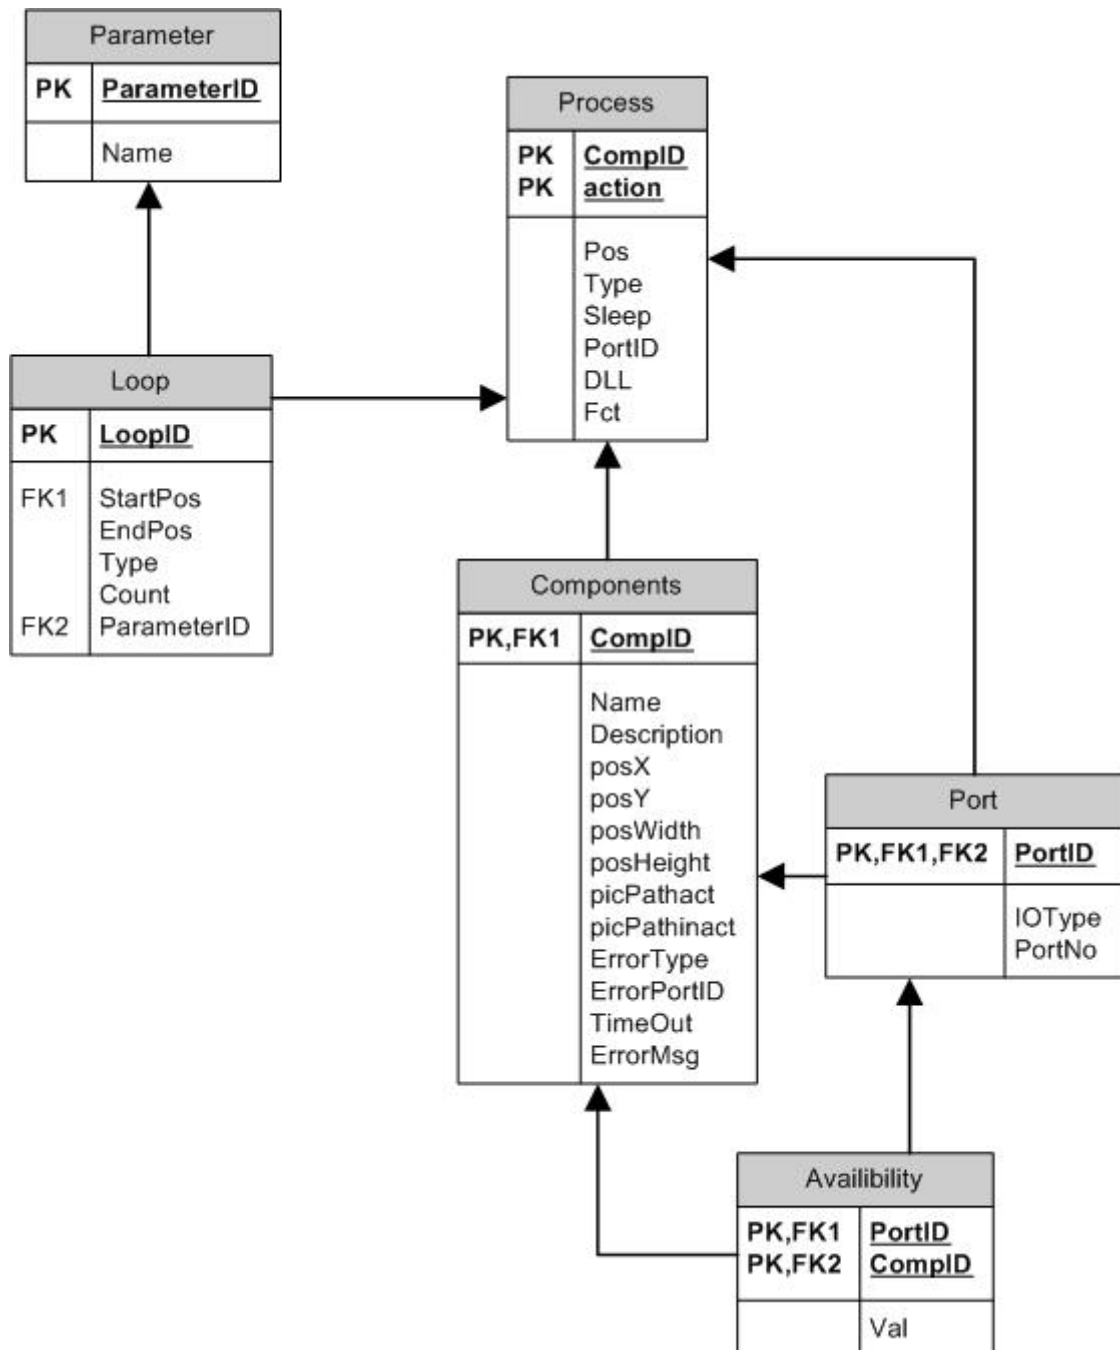 Parameter
PK ParameterID
Name
Process
PK CompID
PK action
Pos
Type
Sleep
PortID
DLL
Fct
Loop
PK LoopID
FK1 StartPos
EndPos
Type
Count
FK2 ParameterID
Components
PK,FK1 CompID
Name
Description
posX
posY
posWidth
posHeight
picPathact
picPathinact
ErrorType
ErrorPortID
TimeOut
ErrorMsg
Port
PK,FK1,FK2 PortID
IOType
PortNo
Availibility
PK,FK1 PortID
PK,FK2 CompID
Val